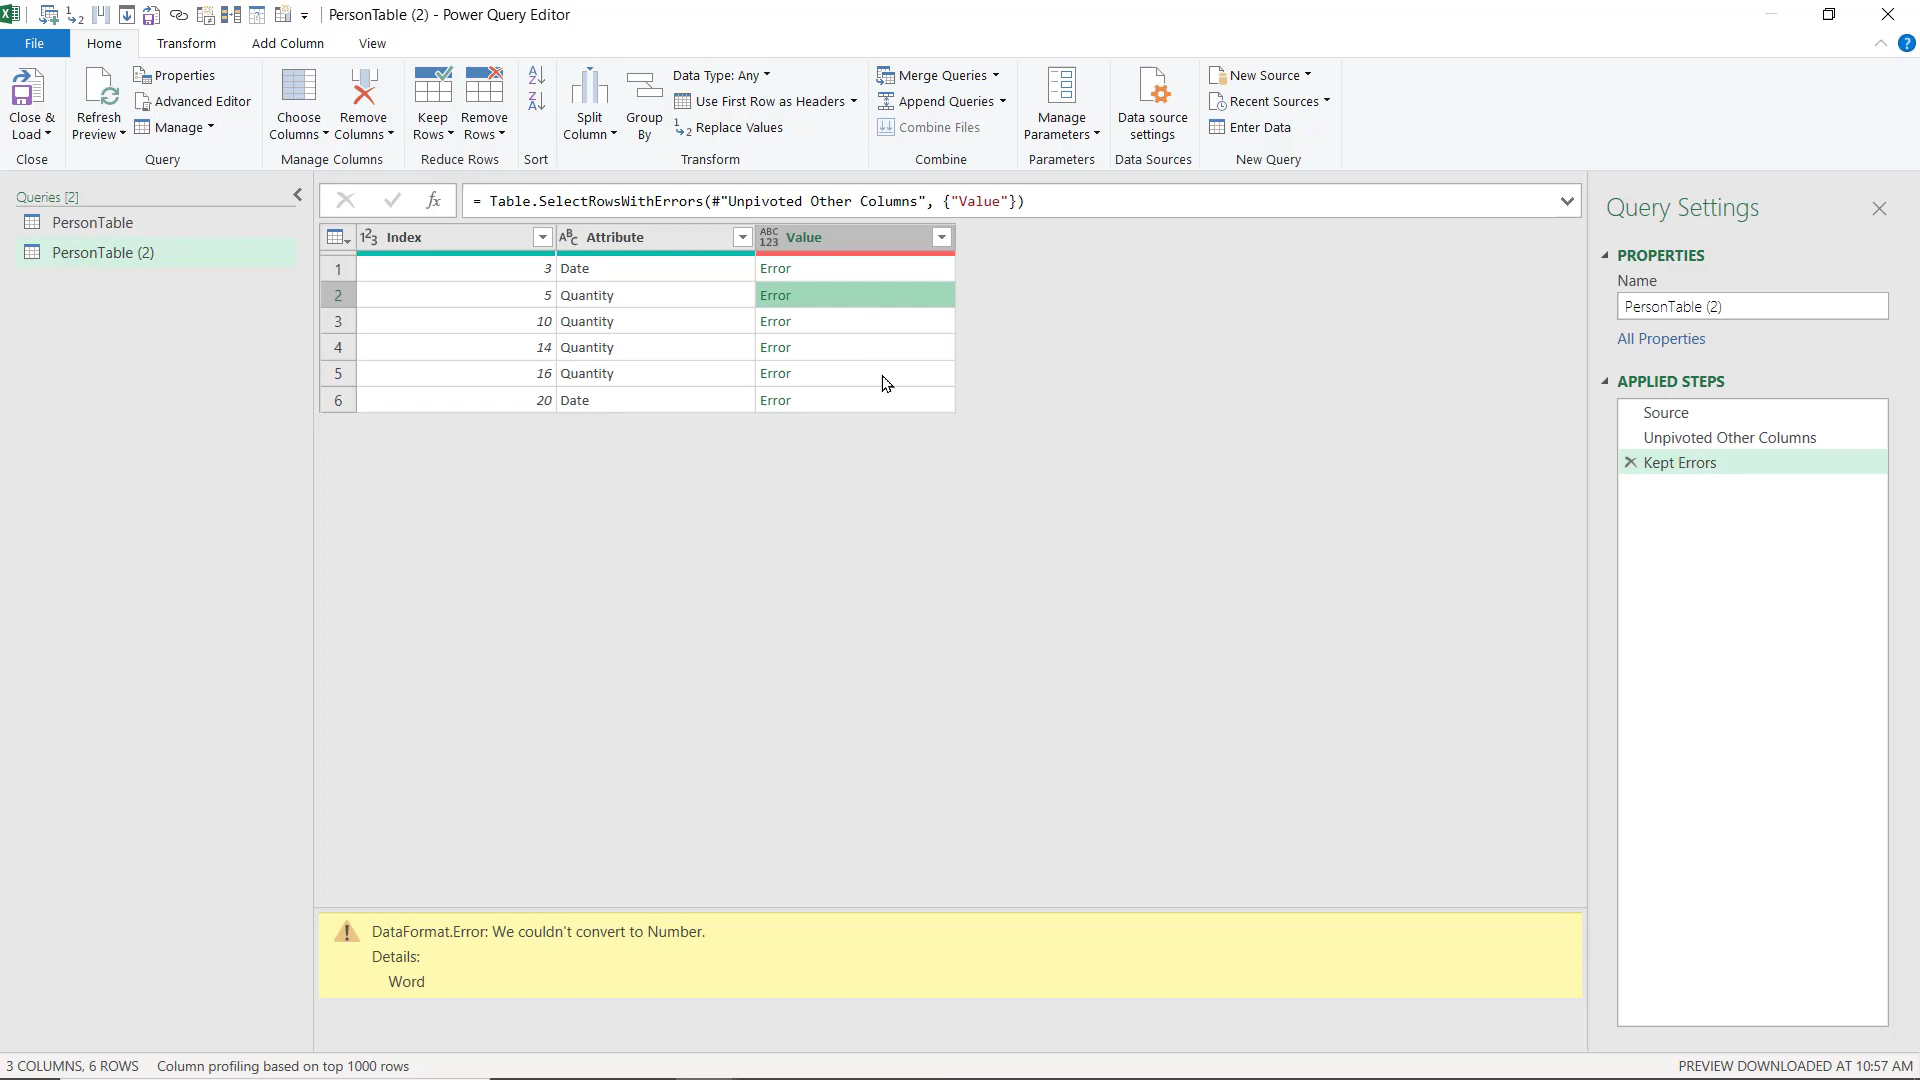 PersonTable (2) - Power Query Editor
File
Home
Transform
Add Column
View
Close &
Load
Close
Refresh
Preview
Properties
Advanced Editor
Manage
Query
Choose
Columns
Remove
Columns
Manage Columns
Keep
Rows
Remove
Rows
Reduce Rows
Sort
Split
Column
Group
By
Data Type: Any
Use First Row as Headers
Replace Values
Transform
Merge Queries
Append Queries
Combine Files
Combine
Manage
Parameters
Parameters
Data source
settings
Data Sources
New Source
Recent Sources
Enter Data
New Query
Queries [2]
PersonTable
PersonTable (2)
fx
= Table.SelectRowsWithErrors(#"Unpivoted Other Columns", {"Value"})
123 Index
ABC Attribute
ABC 123 Value
1 3 Date Error
2 5 Quantity Error
3 10 Quantity Error
4 14 Quantity Error
5 16 Quantity Error
6 20 Date Error
DataFormat.Error: We couldn't convert to Number.
Details:
Word
Query Settings
PROPERTIES
Name
PersonTable (2)
All Properties
APPLIED STEPS
Source
Unpivoted Other Columns
Kept Errors
3 COLUMNS, 6 ROWS
Column profiling based on top 1000 rows
PREVIEW DOWNLOADED AT 10:57 AM